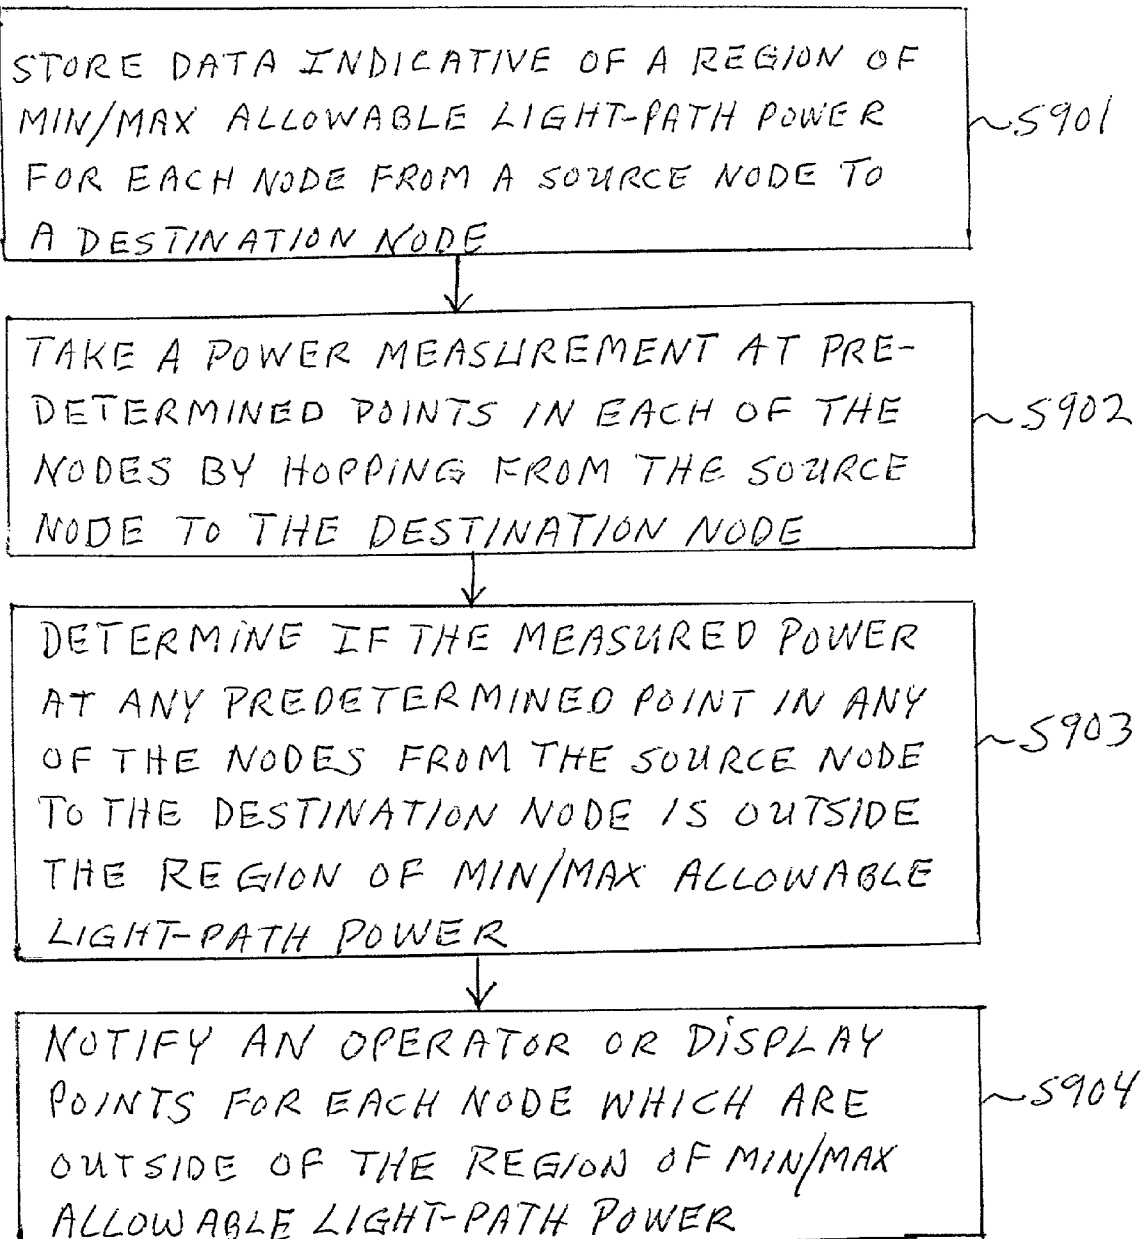 STORE DATA INDICATIVE OF A REGION OF
MIN/MAX ALLOWABLE LIGHT-PATH POWER
FOR EACH NODE FROM A SOURCE NODE TO
A DESTINATION NODE
S901
TAKE A POWER MEASUREMENT AT PRE-
DETERMINED POINTS IN EACH OF THE
NODES BY HOPPING FROM THE SOURCE
NODE TO THE DESTINATION NODE
S902
DETERMINE IF THE MEASURED POWER
AT ANY PREDETERMINED POINT IN ANY
OF THE NODES FROM THE SOURCE NODE
TO THE DESTINATION NODE IS OUTSIDE
THE REGION OF MIN/MAX ALLOWABLE
LIGHT-PATH POWER
S903
NOTIFY AN OPERATOR OR DISPLAY
POINTS FOR EACH NODE WHICH ARE
OUTSIDE OF THE REGION OF MIN/MAX
ALLOWABLE LIGHT-PATH POWER
S904